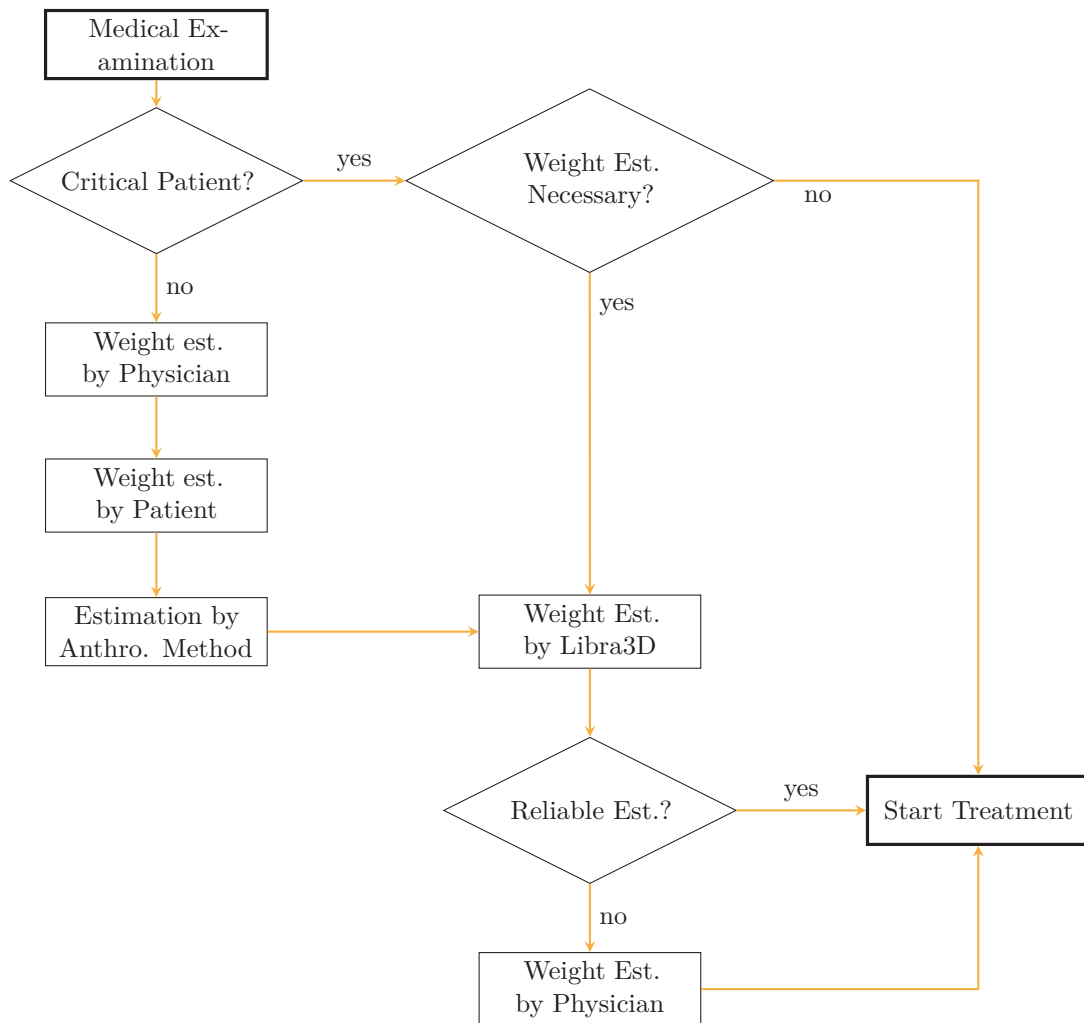 Medical Ex-
amination
Critical Patient?
yes
Weight Est.
Necessary?
no
no
yes
Weight est.
by Physician
Weight est.
by Patient
Estimation by
Anthro. Method
Weight Est.
by Libra3D
Reliable Est.?
yes
Start Treatment
no
Weight Est.
by Physician